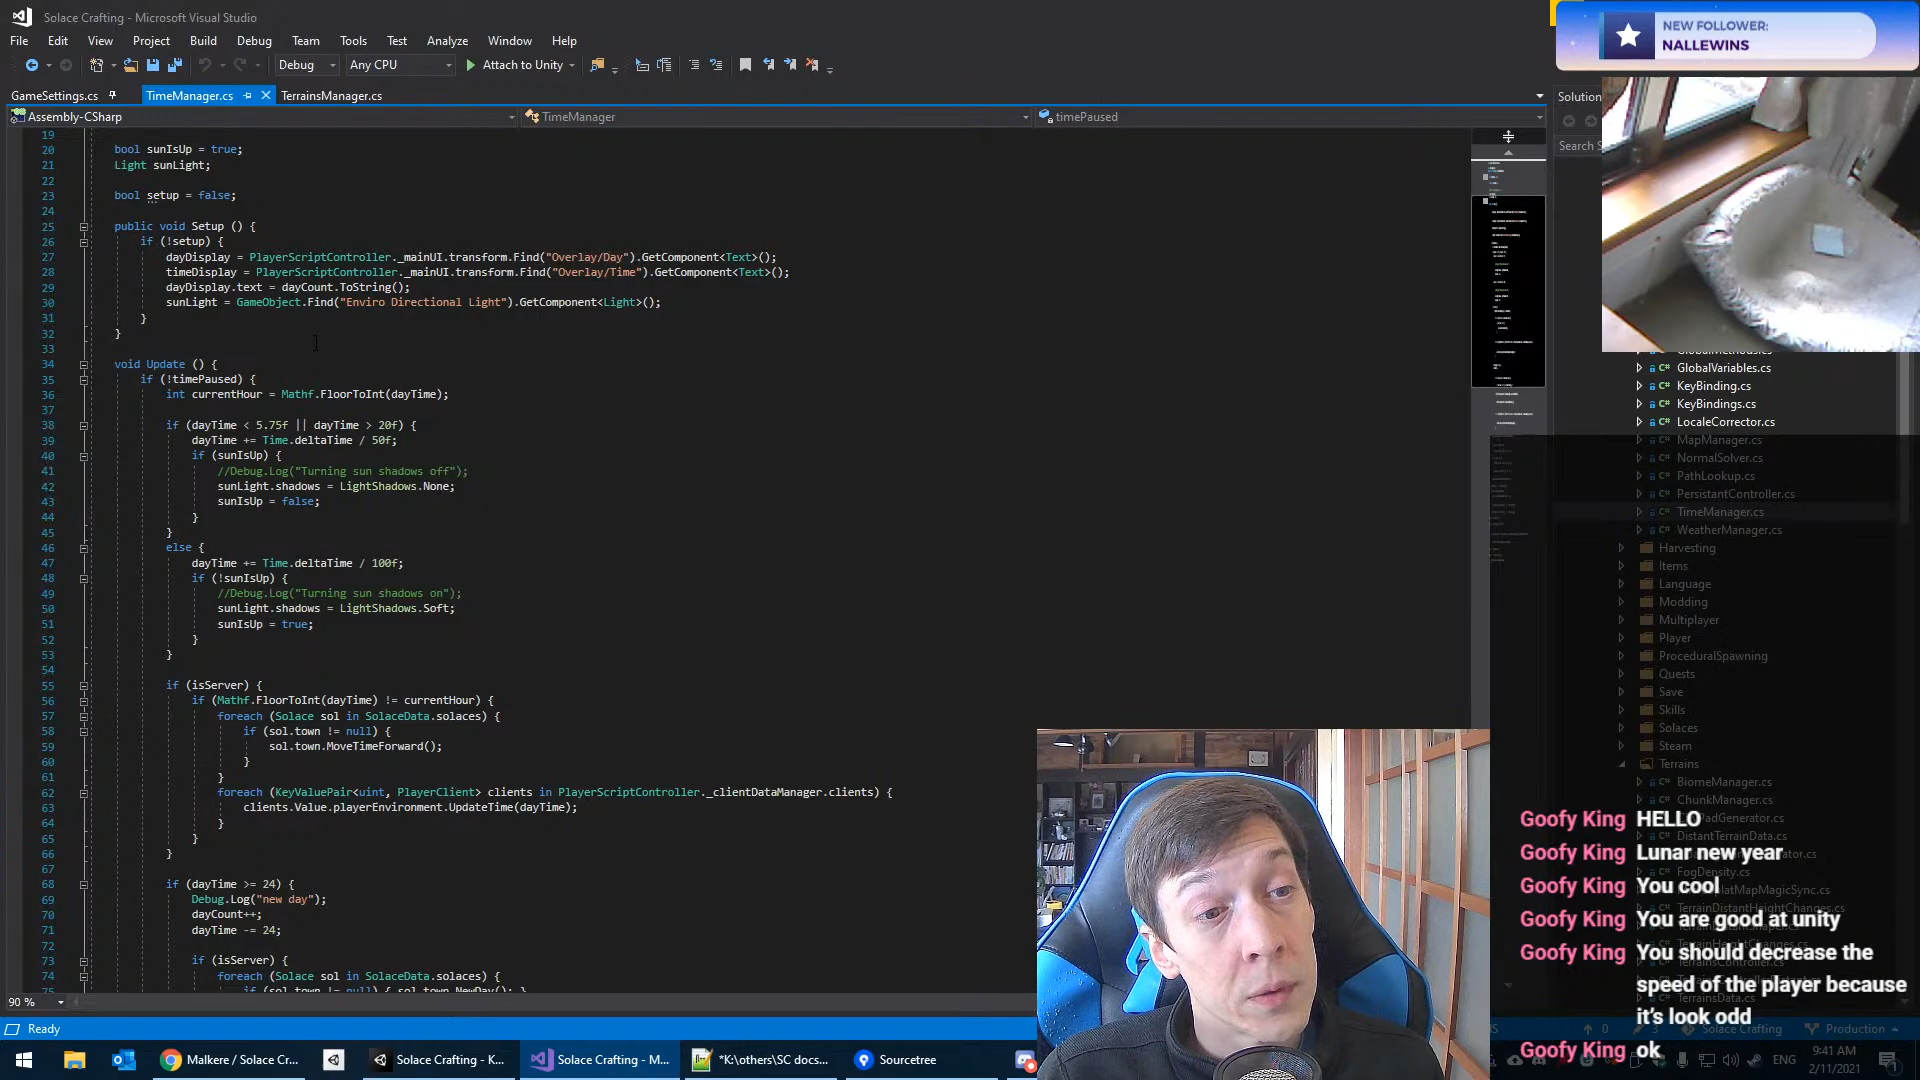 Solace Crafting - Microsoft Visual Studio
File Edit View Project Build Debug Team Tools Test Analyze Window Help
Debug Any CPU Attach to Unity
GameSettings.cs TimeManager.cs TerrainsManager.cs
Assembly-CSharp TimeManager timePaused
19
20 bool sunIsUp = true;
21 Light sunLight;
22
23 bool setup = false;
24
25 public void Setup () {
26 if (!setup) {
27 dayDisplay = PlayerScriptController._mainUI.transform.Find("Overlay/Day").GetComponent<Text>();
28 timeDisplay = PlayerScriptController._mainUI.transform.Find("Overlay/Time").GetComponent<Text>();
29 dayDisplay.text = dayCount.ToString();
30 sunLight = GameObject.Find("Enviro Directional Light").GetComponent<Light>();
31 }
32 }
33
34 void Update () {
35 if (!timePaused) {
36 int currentHour = Mathf.FloorToInt(dayTime);
37
38 if (dayTime < 5.75f || dayTime > 20f) {
39 dayTime += Time.deltaTime / 50f;
40 if (sunIsUp) {
41 //Debug.Log("Turning sun shadows off");
42 sunLight.shadows = LightShadows.None;
43 sunIsUp = false;
44 }
45 }
46 else {
47 dayTime += Time.deltaTime / 100f;
48 if (!sunIsUp) {
49 //Debug.Log("Turning sun shadows on");
50 sunLight.shadows = LightShadows.Soft;
51 sunIsUp = true;
52 }
53 }
54
55 if (isServer) {
56 if (Mathf.FloorToInt(dayTime) != currentHour) {
57 foreach (Solace sol in SolaceData.solaces) {
58 if (sol.town != null) {
59 sol.town.MoveTimeForward();
60 }
61 }
62 foreach (KeyValuePair<uint, PlayerClient> clients in PlayerScriptController._clientDataManager.clients) {
63 clients.Value.playerEnvironment.UpdateTime(dayTime);
64 }
65 }
66 }
67
68 if (dayTime >= 24) {
69 Debug.Log("new day");
70 dayCount++;
71 dayTime -= 24;
72
73 if (isServer) {
74 foreach (Solace sol in SolaceData.solaces) {
75 if (sol.town != null) { sol.town.NewDay(); }
90 %
Ready
NEW FOLLOWER:
NALLEWINS
Solution
Search S
GlobalVariables.cs
KeyBinding.cs
KeyBindings.cs
LocaleCorrector.cs
MapManager.cs
NormalSolver.cs
PathLookup.cs
PersistantController.cs
TimeManager.cs
WeatherManager.cs
Harvesting
Items
Language
Modding
Multiplayer
Player
ProceduralSpawning
Quests
Save
Skills
Solaces
Steam
Terrains
BiomeManager.cs
ChunkManager.cs
PadGenerator.cs
DistantTerrainData.cs
FogDensity.cs
Goofy King HELLO
Goofy King Lunar new year
Goofy King You cool
Goofy King You are good at unity
Goofy King You should decrease the
speed of the player because
it's look odd
Goofy King ok
Solace Crafting Production
Malkere / Solace Cr... Solace Crafting - K... Solace Crafting - M... *K:\others\SC docs... Sourcetree
ENG
9:41 AM
2/11/2021